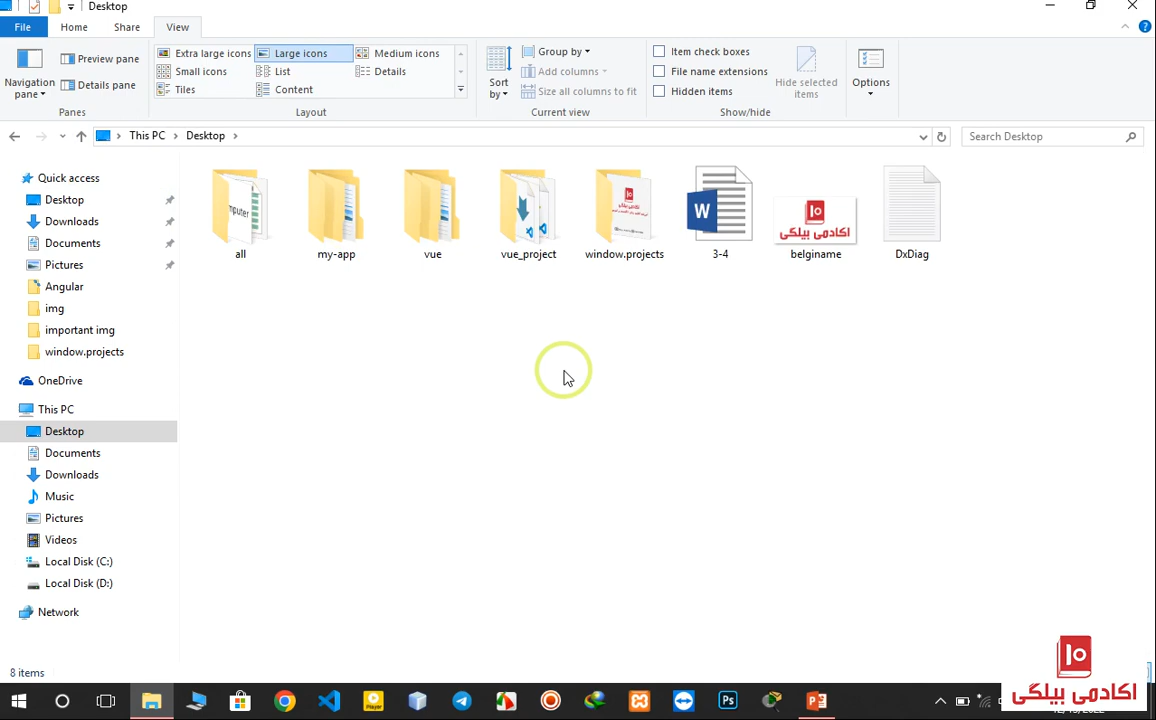 Desktop
File Home Share View
Navigation pane
Preview pane
Details pane
Panes
Extra large icons Large icons Medium icons
Small icons List Details
Tiles Content
Layout
Sort by
Group by
Add columns
Size all columns to fit
Current view
Item check boxes
File name extensions
Hidden items
Hide selected items
Show/hide
Options
This PC Desktop
Search Desktop
Quick access
Desktop
Downloads
Documents
Pictures
Angular
img
important img
window.projects
OneDrive
This PC
Desktop
Documents
Downloads
Music
Pictures
Videos
Local Disk (C:)
Local Disk (D:)
Network
all
my-app
vue
vue_project
window.projects
3-4
belginame
DxDiag
اکادمی بیلگی
8 items
اکادمی بیلگی